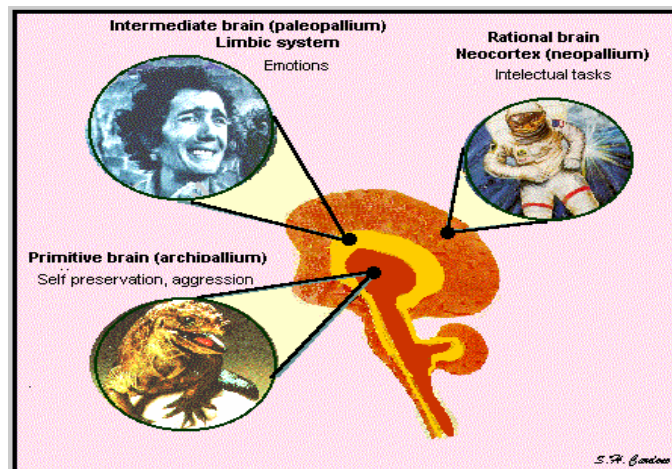 Intermediate brain (paleopallium)
Limbic system
Emotions
Rational brain
Neocortex (neopallium)
Intelectual tasks
Primitive brain (archipallium)
Self preservation, aggression
S.H. Cardoso